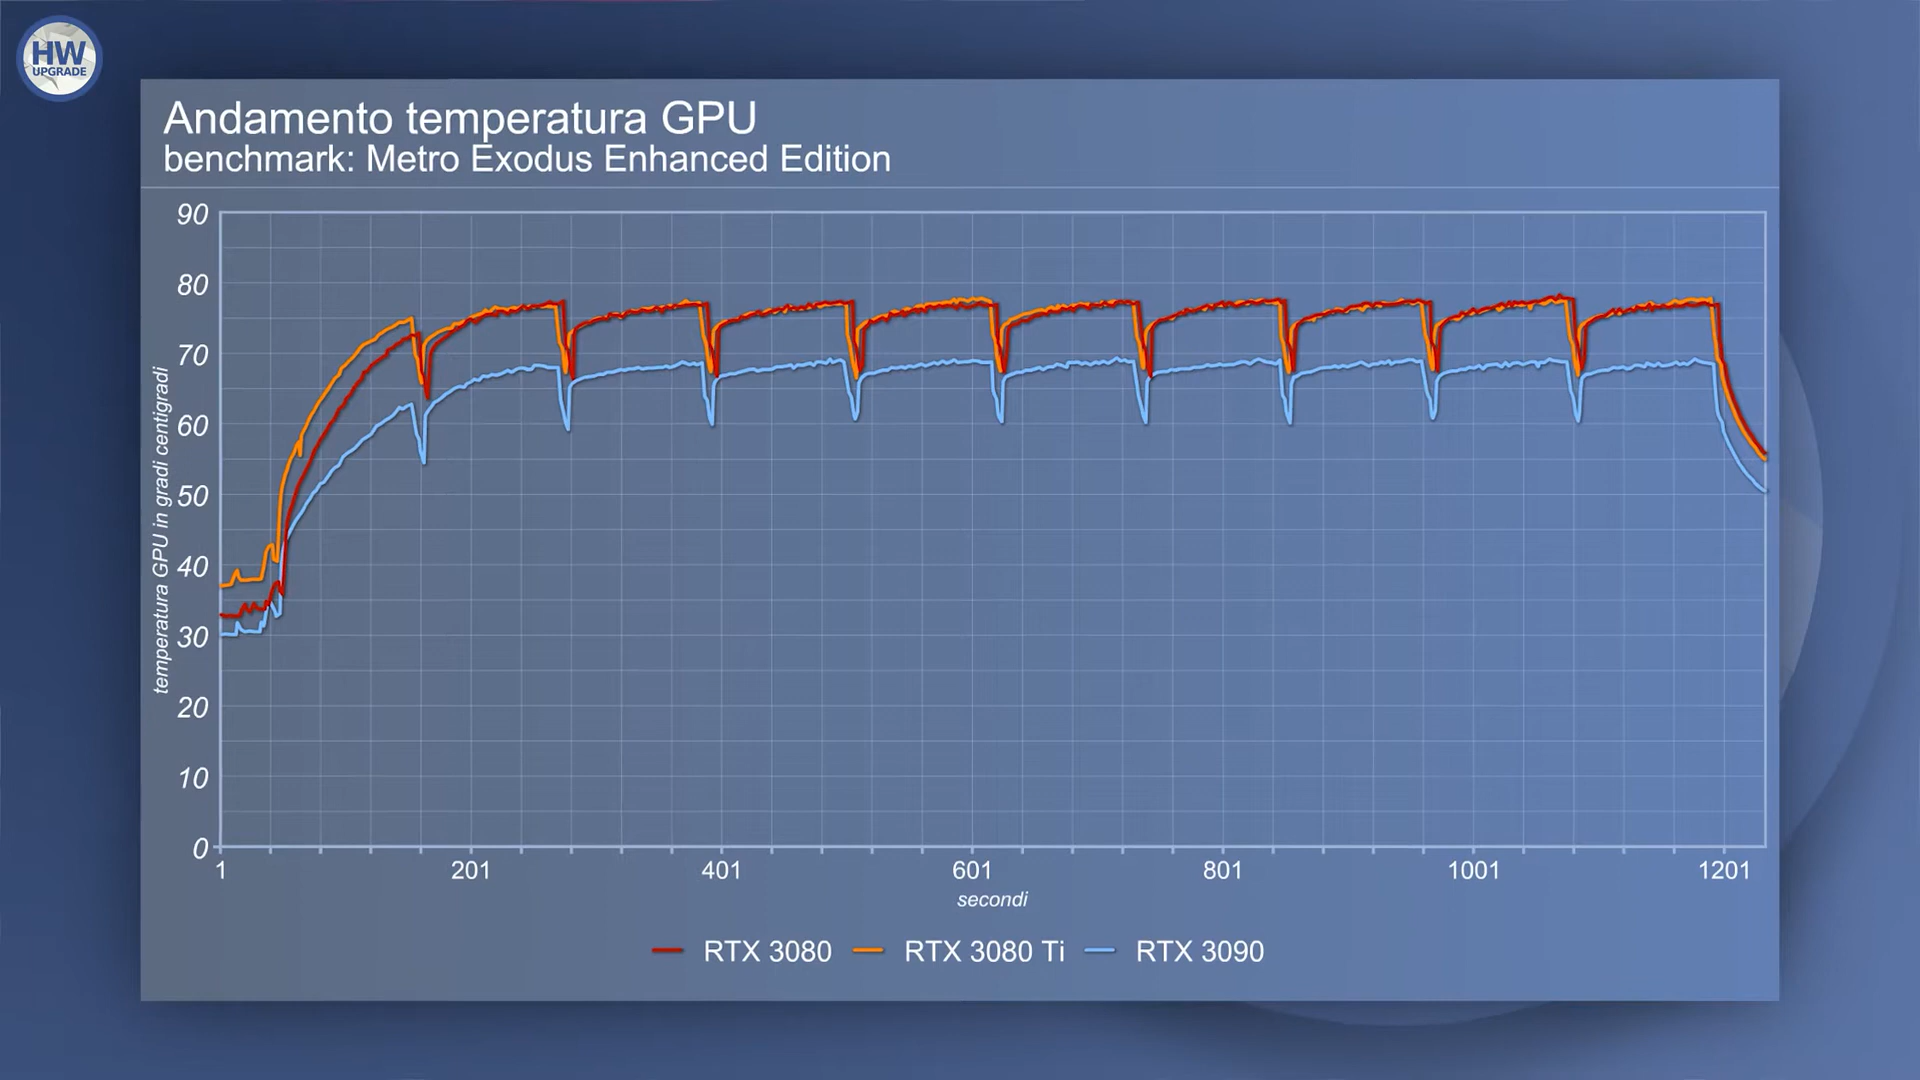 HW
UPGRADE
Andamento temperatura GPU
benchmark: Metro Exodus Enhanced Edition
temperatura GPU in gradi centigradi
90
80
70
60
50
40
30
20
10
0
1 201 401 601 801 1001 1201
secondi
RTX 3080 RTX 3080 Ti RTX 3090